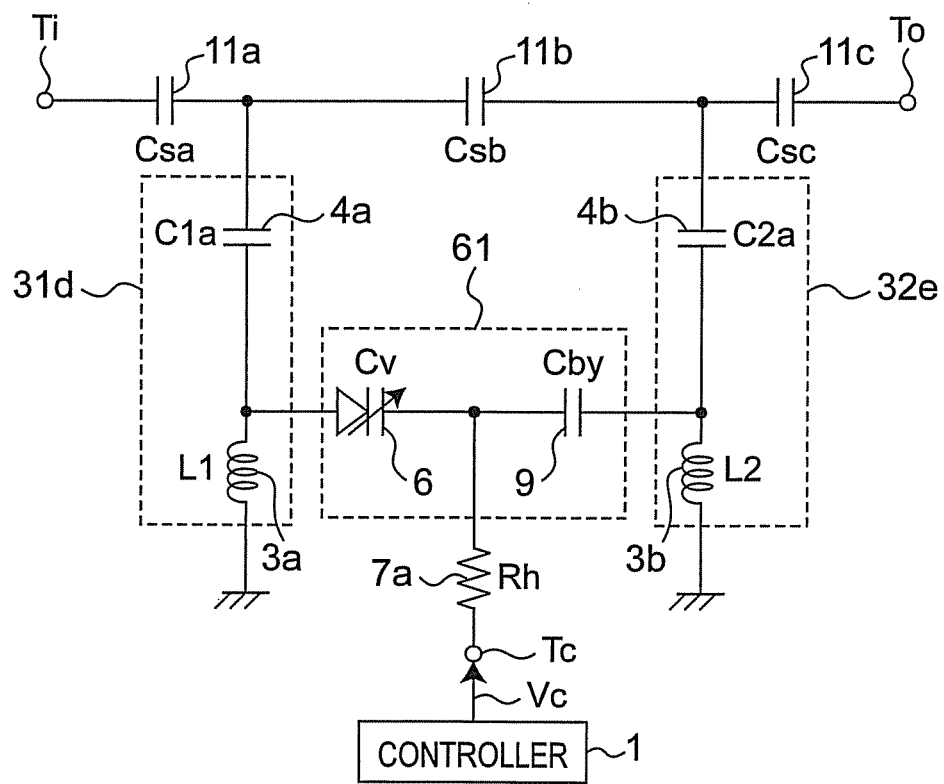 Ti
11a
11b
11c
To
Csa
Csb
Csc
C1a
4a
4b
C2a
31d
61
32e
Cv
Cby
L1
6
9
L2
3a
7a
Rh
3b
Tc
Vc
CONTROLLER
1